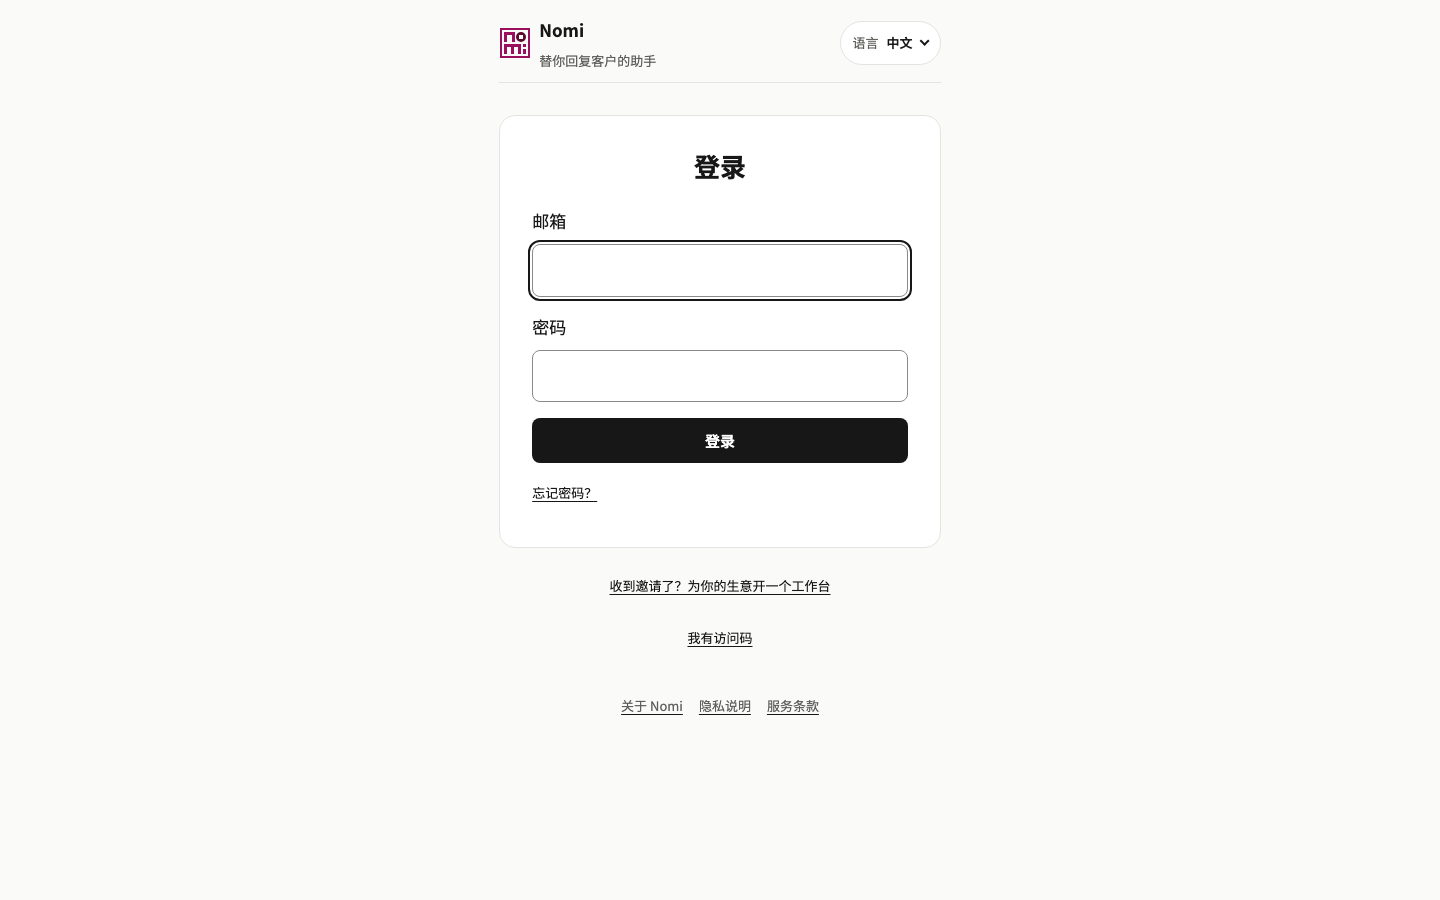 Nomi
替你回复客户的助手
语言 中文
登录
邮箱
密码
登录
忘记密码？
收到邀请了？为你的生意开一个工作台
我有访问码
关于 Nomi 隐私说明 服务条款